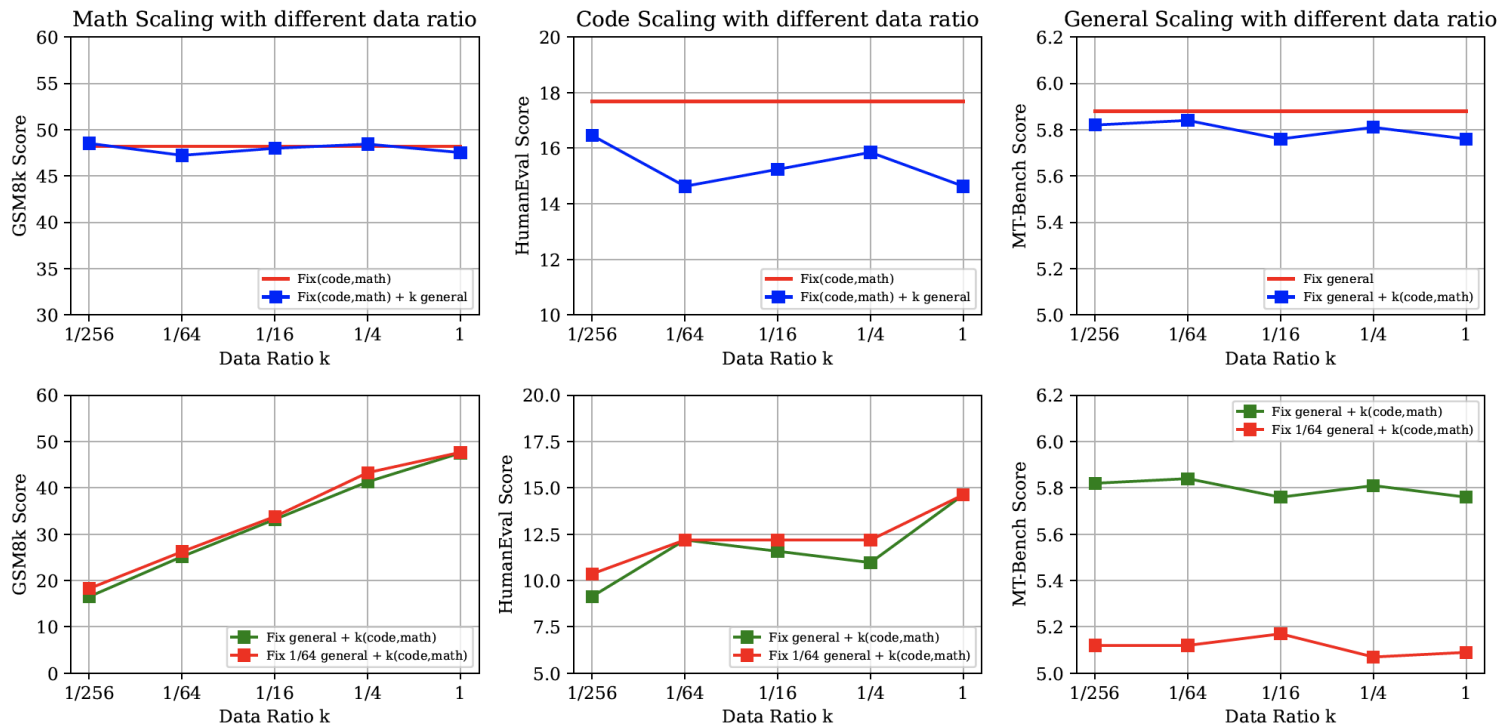 Math Scaling with different data ratio
60
55
50
45
40
35
30
GSM8k Score
Fix(code,math)
Fix(code,math) + k general
1/256 1/64 1/16 1/4 1
Data Ratio k
Code Scaling with different data ratio
20
18
16
14
12
10
HumanEval Score
Fix(code,math)
Fix(code,math) + k general
1/256 1/64 1/16 1/4 1
Data Ratio k
General Scaling with different data ratio
6.2
6.0
5.8
5.6
5.4
5.2
5.0
MT-Bench Score
Fix general
Fix general + k(code,math)
1/256 1/64 1/16 1/4 1
Data Ratio k
60
50
40
30
20
10
0
GSM8k Score
Fix general + k(code,math)
Fix 1/64 general + k(code,math)
1/256 1/64 1/16 1/4 1
Data Ratio k
20.0
17.5
15.0
12.5
10.0
7.5
5.0
HumanEval Score
Fix general + k(code,math)
Fix 1/64 general + k(code,math)
1/256 1/64 1/16 1/4 1
Data Ratio k
6.2
6.0
5.8
5.6
5.4
5.2
5.0
MT-Bench Score
Fix general + k(code,math)
Fix 1/64 general + k(code,math)
1/256 1/64 1/16 1/4 1
Data Ratio k